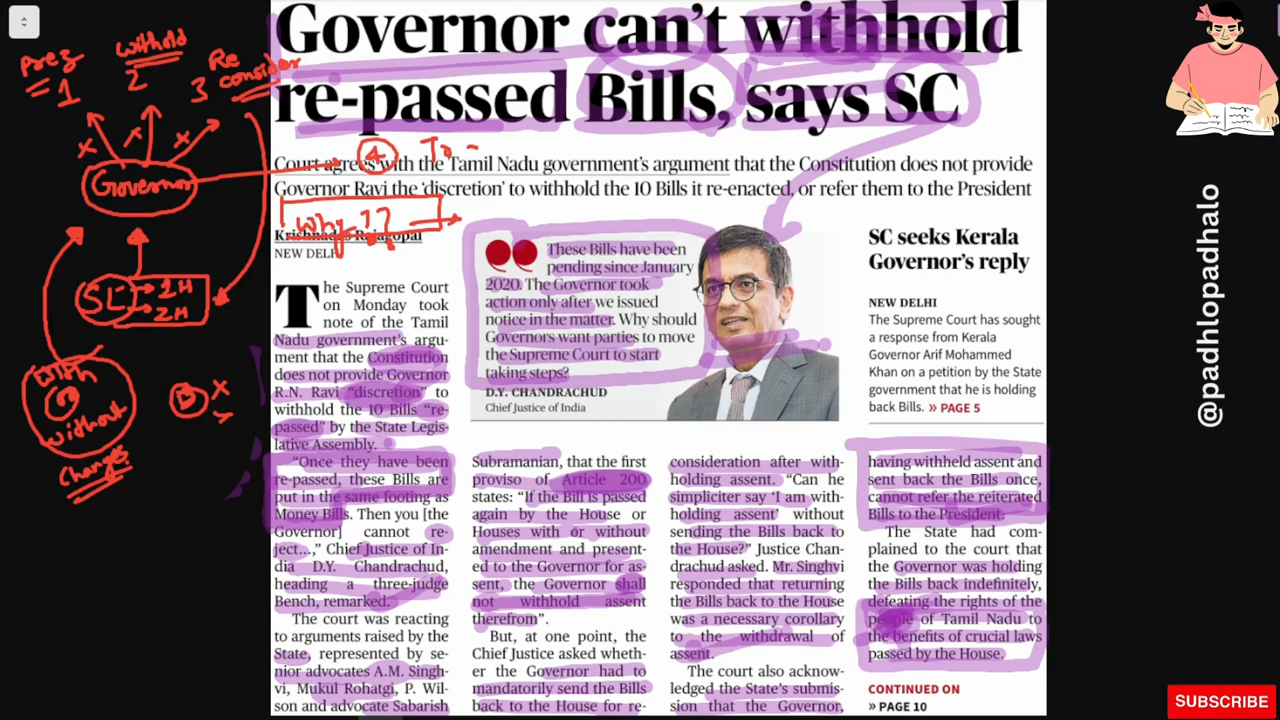 Governor can't withhold
re-passed Bills, says SC
Court agrees with the Tamil Nadu government's argument that the Constitution does not provide
Governor Ravi the 'discretion' to withhold the 10 Bills it re-enacted, or refer them to the President
Krishnadas Rajagopal
NEW DELHI
The Supreme Court
on Monday took
note of the Tamil
Nadu government's argu-
ment that the Constitution
does not provide Governor
R.N. Ravi "discretion" to
withhold the 10 Bills "re-
passed" by the State Legis-
lative Assembly.
"Once they have been
re-passed, these Bills are
put in the same footing as
Money Bills. Then you [the
Governor] cannot re-
ject...," Chief Justice of In-
dia D.Y. Chandrachud,
heading a three-judge
Bench, remarked.
The court was reacting
to arguments raised by the
State, represented by se-
nior advocates A.M. Singh-
vi, Mukul Rohatgi, P. Wil-
son and advocate Sabarish
These Bills have been
pending since January
2020. The Governor took
action only after we issued
notice in the matter. Why should
Governors want parties to move
the Supreme Court to start
taking steps?
D.Y. CHANDRACHUD
Chief Justice of India
Subramanian, that the first
proviso of Article 200
states: "If the Bill is passed
again by the House or
Houses with or without
amendment and present-
ed to the Governor for as-
sent, the Governor shall
not withhold assent
therefrom".
But, at one point, the
Chief Justice asked wheth-
er the Governor had to
mandatorily send the Bills
back to the House for re-
consideration after with-
holding assent. "Can he
simpliciter say 'I am with-
holding assent' without
sending the Bills back to
the House?" Justice Chan-
drachud asked. Mr. Singhvi
responded that returning
the Bills back to the House
was a necessary corollary
to the withdrawal of
assent.
The court also acknow-
ledged the State's submis-
sion that the Governor,
having withheld assent and
sent back the Bills once,
cannot refer the reiterated
Bills to the President.
The State had com-
plained to the court that
the Governor was holding
the Bills back indefinitely,
defeating the rights of the
people of Tamil Nadu to
the benefits of crucial laws
passed by the House.
CONTINUED ON
» PAGE 10
SC seeks Kerala
Governor's reply
NEW DELHI
The Supreme Court has sought
a response from Kerala
Governor Arif Mohammed
Khan on a petition by the State
government that he is holding
back Bills. » PAGE 5
Prez
1
withold
2
Re
consider
3
x x x
Governor
4 To -
Why ??
SL
1H
2H
with
without
changes
B x
@padhlopadhalo
SUBSCRIBE